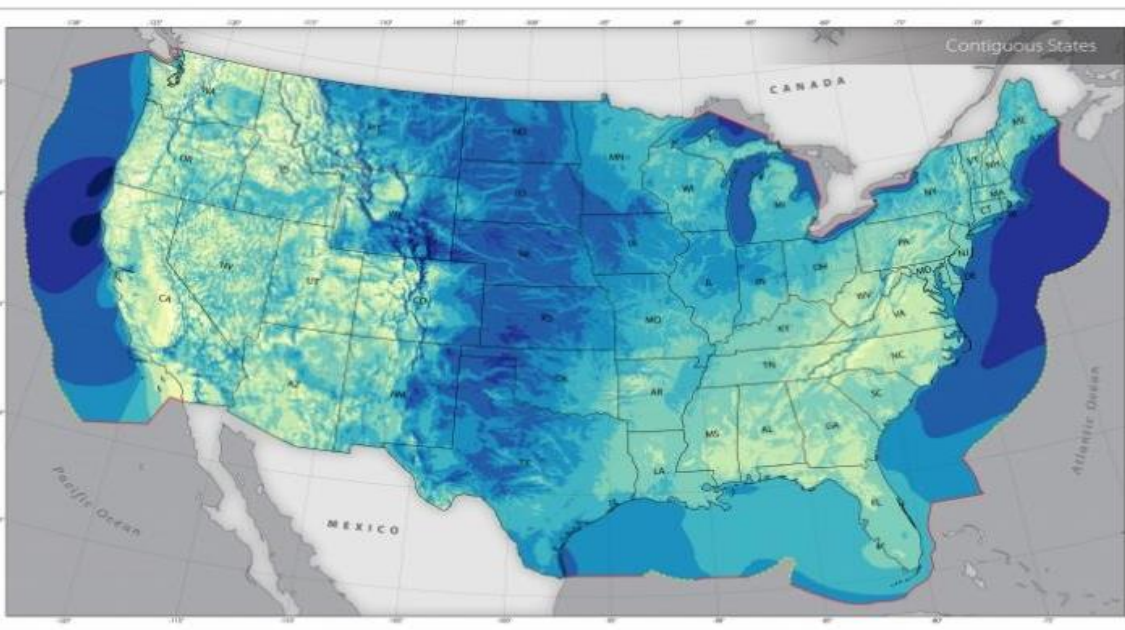 Contiguous States
CANADA
WA
MT
ND
MN
ME
OR
ID
SD
WI
MI
VT
NH
NY
MA
CT
WY
NE
IA
PA
NJ
NV
UT
CO
IL
IN
OH
MD
DE
WV
VA
CA
KS
MO
KY
AZ
NM
OK
AR
TN
NC
SC
TX
LA
MS
AL
GA
FL
MEXICO
Pacific Ocean
Atlantic Ocean